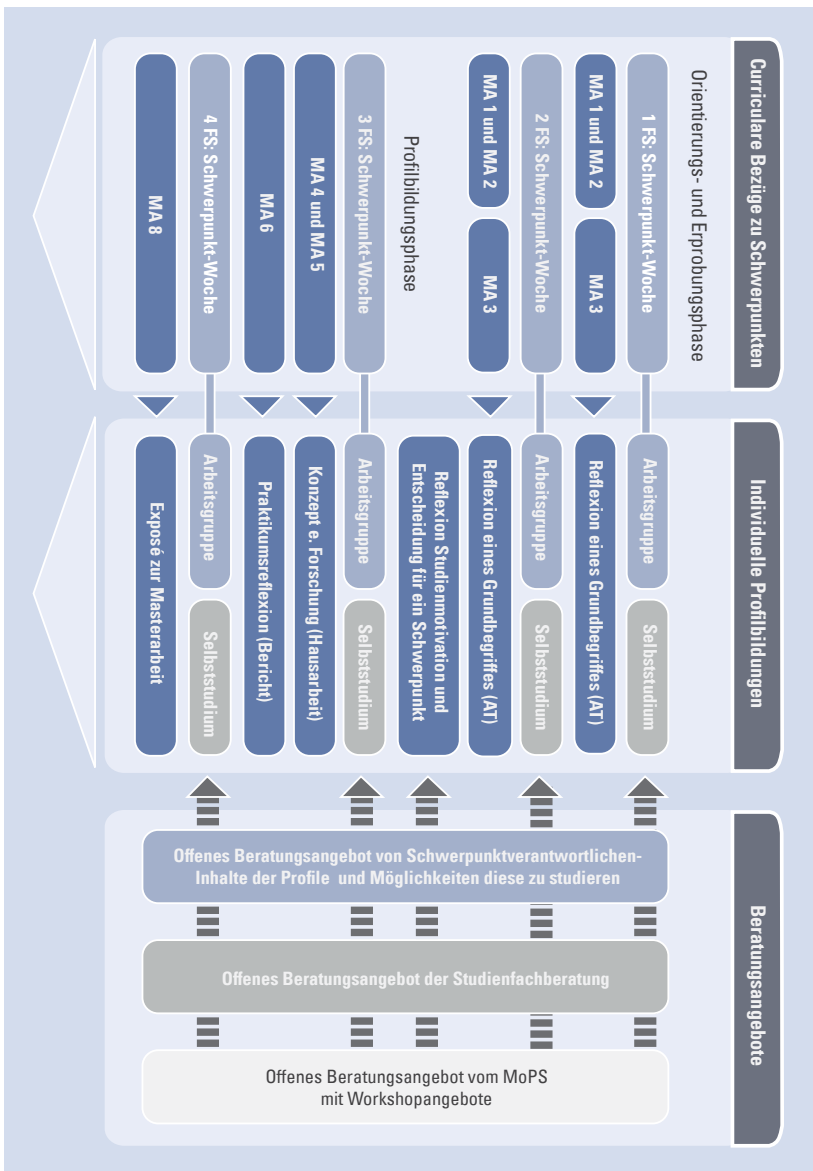 Curriculare Bezüge zu Schwerpunkten
Orientierungs- und Erprobungsphase
1 FS: Schwerpunkt-Woche
MA 1 und MA 2
MA 3
2 FS: Schwerpunkt-Woche
MA 1 und MA 2
MA 3
Profilbildungsphase
3 FS: Schwerpunkt-Woche
MA 4 und MA 5
MA 6
4 FS: Schwerpunkt-Woche
MA 8
Individuelle Profilbildungen
Arbeitsgruppe
Selbststudium
Reflexion eines Grundbegriffes (AT)
Arbeitsgruppe
Selbststudium
Reflexion eines Grundbegriffes (AT)
Reflexion Studienmotivation und
Entscheidung für ein Schwerpunkt
Arbeitsgruppe
Selbststudium
Konzept e. Forschung (Hausarbeit)
Praktikumsreflexion (Bericht)
Arbeitsgruppe
Selbststudium
Exposé zur Masterarbeit
Beratungsangebote
Offenes Beratungsangebot von Schwerpunktverantwortlichen-
Inhalte der Profile und Möglichkeiten diese zu studieren
Offenes Beratungsangebot der Studienfachberatung
Offenes Beratungsangebot vom MoPS
mit Workshopangebote